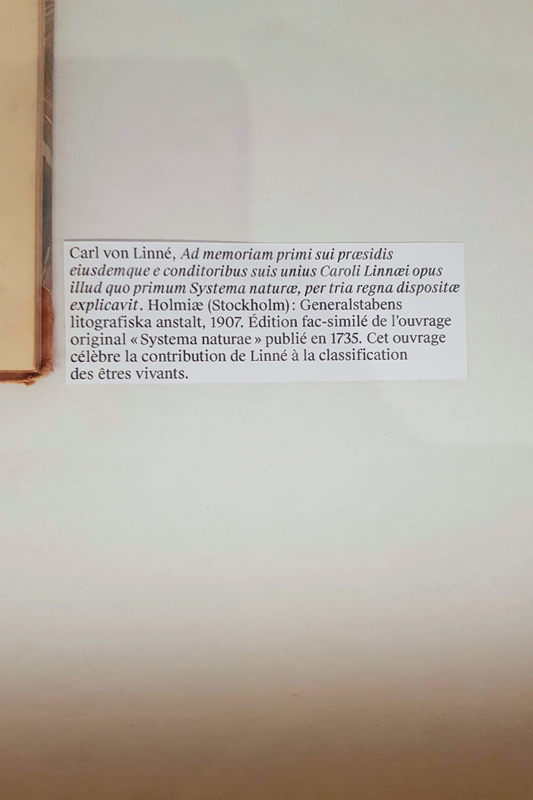 Carl von Linné, Ad memoriam primi sui præsidis
eiusdemque e conditoribus suis unius Caroli Linnæi opus
illud quo primum Systema naturæ, per tria regna dispositæ
explicavit. Holmiæ (Stockholm) : Generalstabens
litografiska anstalt, 1907. Édition fac-similé de l'ouvrage
original « Systema naturae » publié en 1735. Cet ouvrage
célèbre la contribution de Linné à la classification
des êtres vivants.